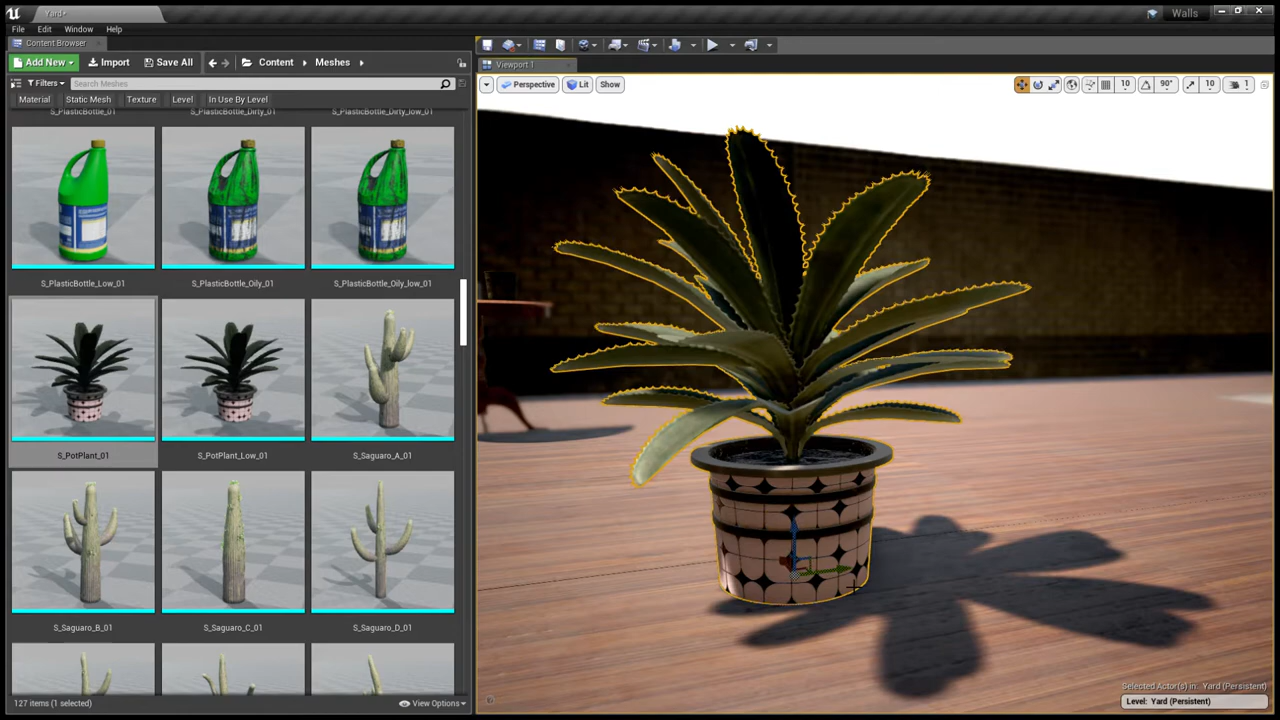 Yard•
Walls
File Edit Window Help
Content Browser
Viewport 1
Add New Import Save All Content Meshes
Filters Search Meshes
Perspective Lit Show
10 90° 10 1
Material Static Mesh Texture Level In Use By Level
S_PlasticBottle_01 S_PlasticBottle_Dirty_01 S_PlasticBottle_Dirty_low_01
S_PlasticBottle_Low_01 S_PlasticBottle_Oily_01 S_PlasticBottle_Oily_low_01
S_PotPlant_01 S_PotPlant_Low_01 S_Saguaro_A_01
S_Saguaro_B_01 S_Saguaro_C_01 S_Saguaro_D_01
127 items (1 selected) View Options
Selected Actor(s) in: Yard (Persistent)
Level: Yard (Persistent)